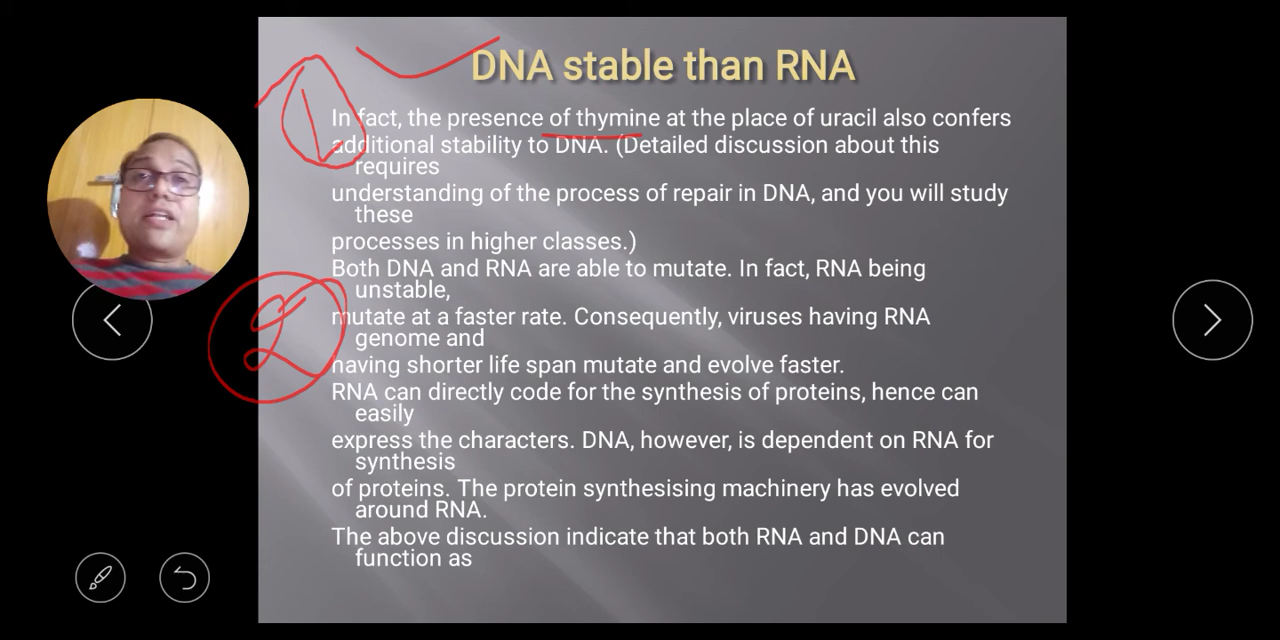 DNA stable than RNA
1
In fact, the presence of thymine at the place of uracil also confers
additional stability to DNA. (Detailed discussion about this
requires
understanding of the process of repair in DNA, and you will study
these
processes in higher classes.)
Both DNA and RNA are able to mutate. In fact, RNA being
unstable,
2
mutate at a faster rate. Consequently, viruses having RNA
genome and
having shorter life span mutate and evolve faster.
RNA can directly code for the synthesis of proteins, hence can
easily
express the characters. DNA, however, is dependent on RNA for
synthesis
of proteins. The protein synthesising machinery has evolved
around RNA.
The above discussion indicate that both RNA and DNA can
function as